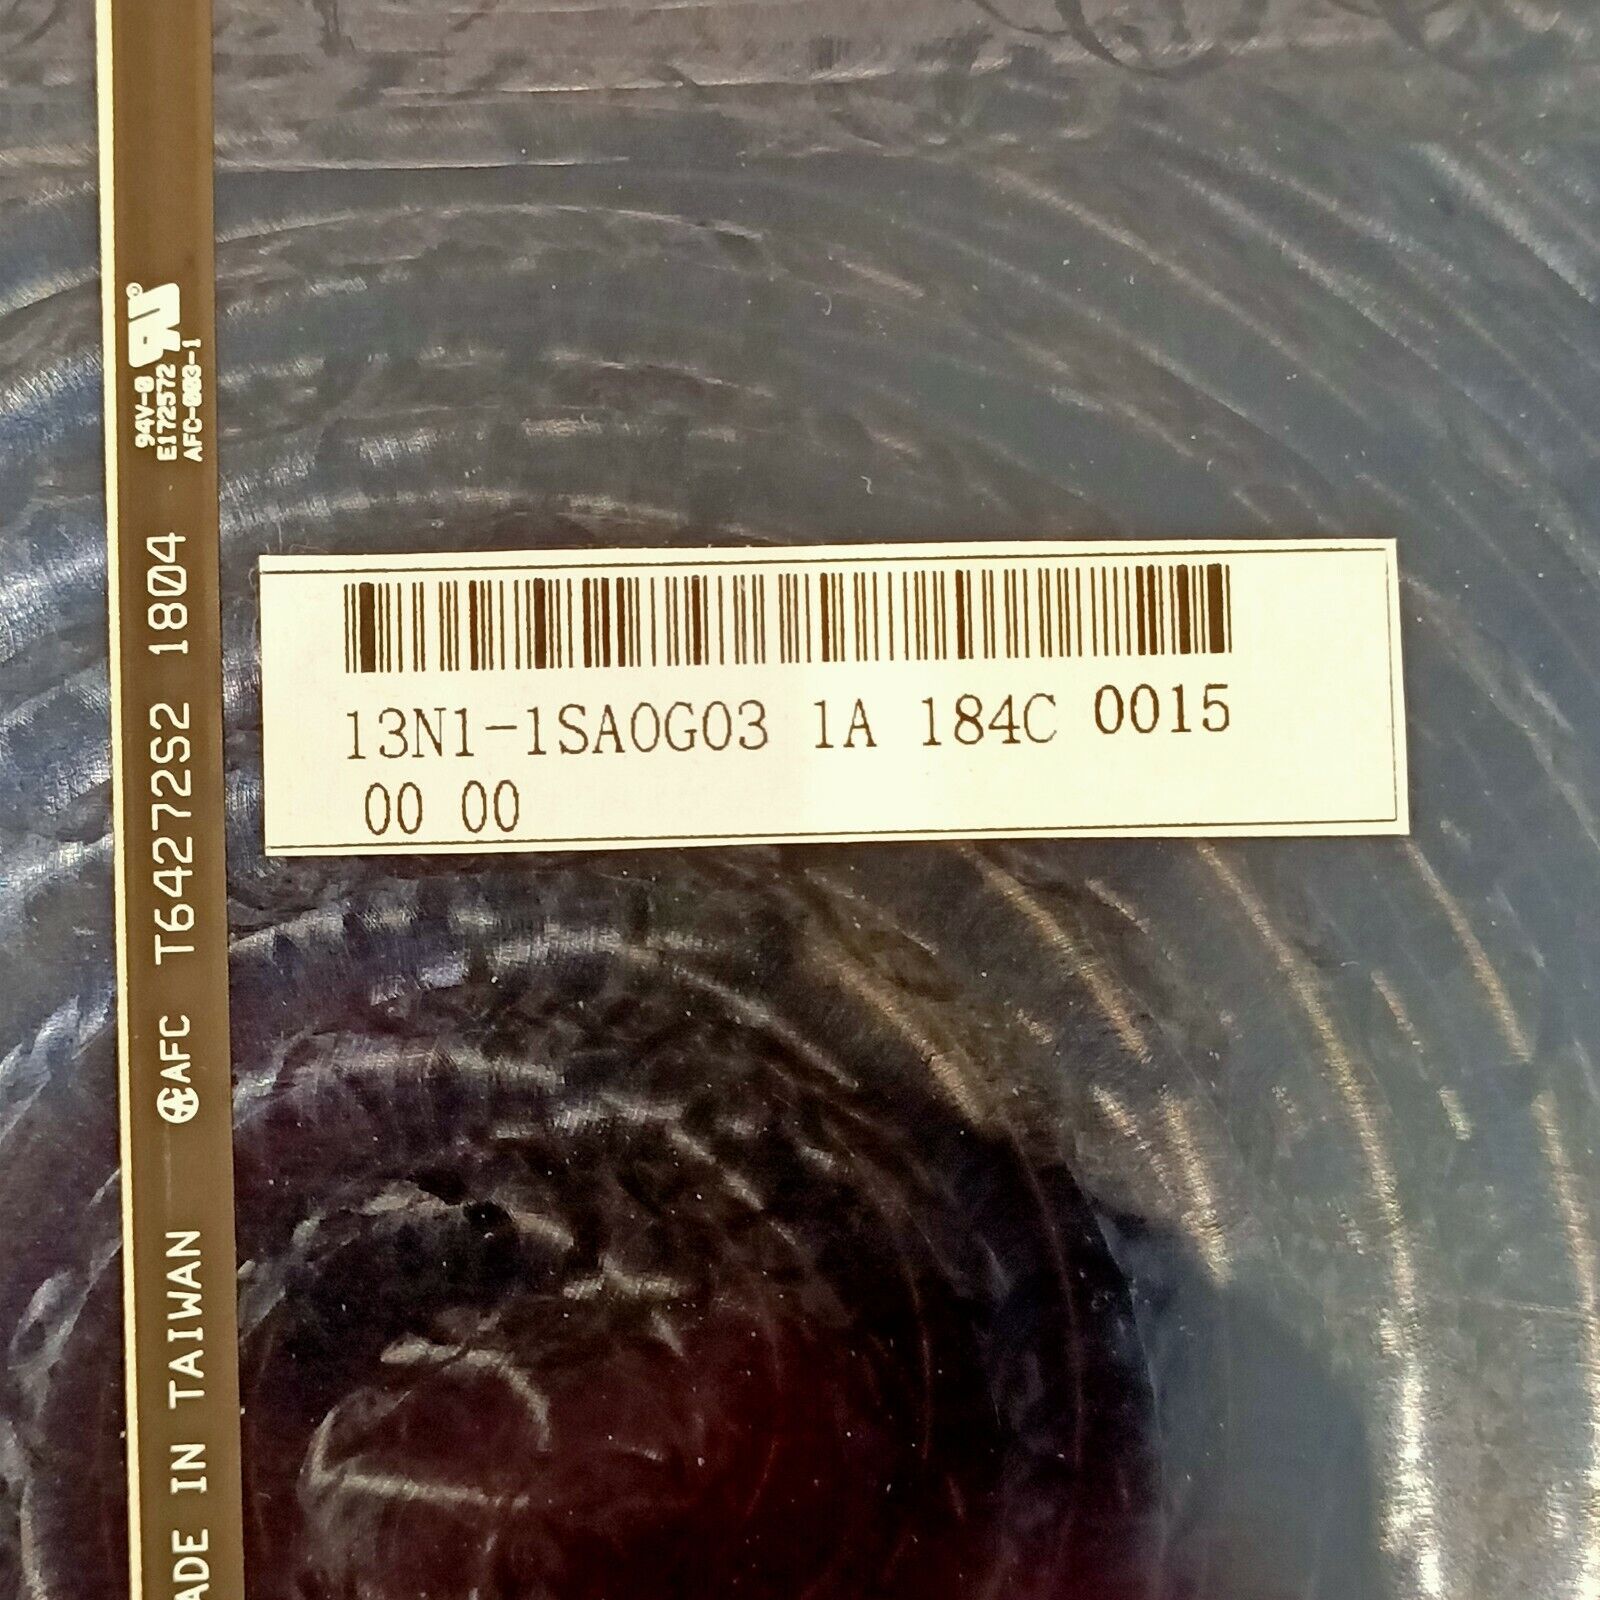 13N1-1SA0G03 1A 184C 0015
00 00
ADE IN TAIWAN AFC T64272S2 1804
94V-0
E172572
AFC-003-1